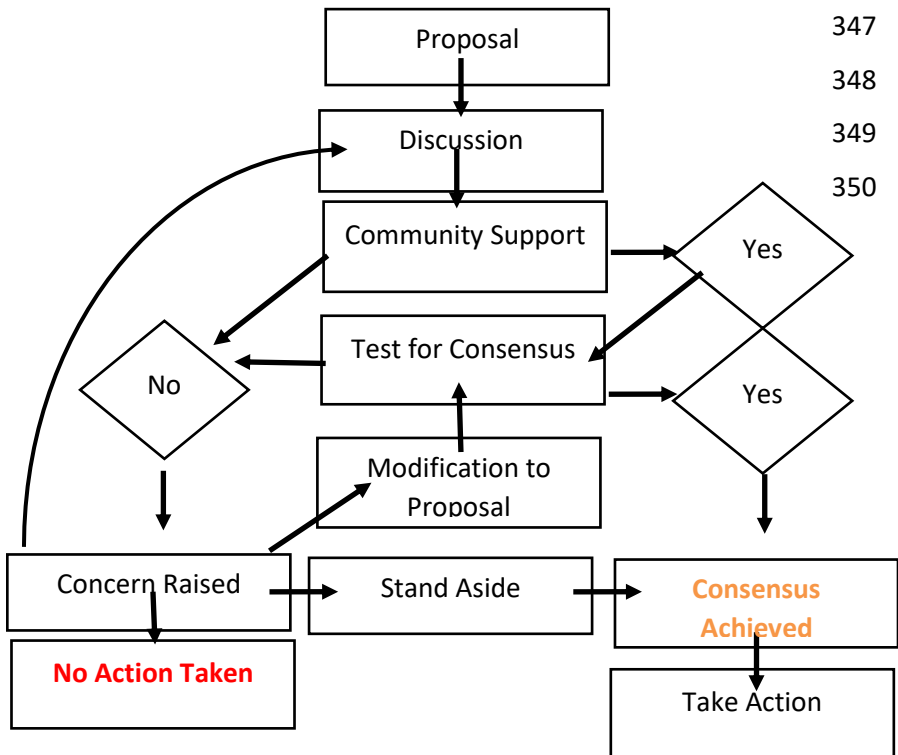 347
Proposal
348
349
Discussion
350
Community Support
Yes
Test for Consensus
No
Yes
Modification to
Proposal
Concern Raised
Stand Aside
Consensus
Achieved
No Action Taken
Take Action